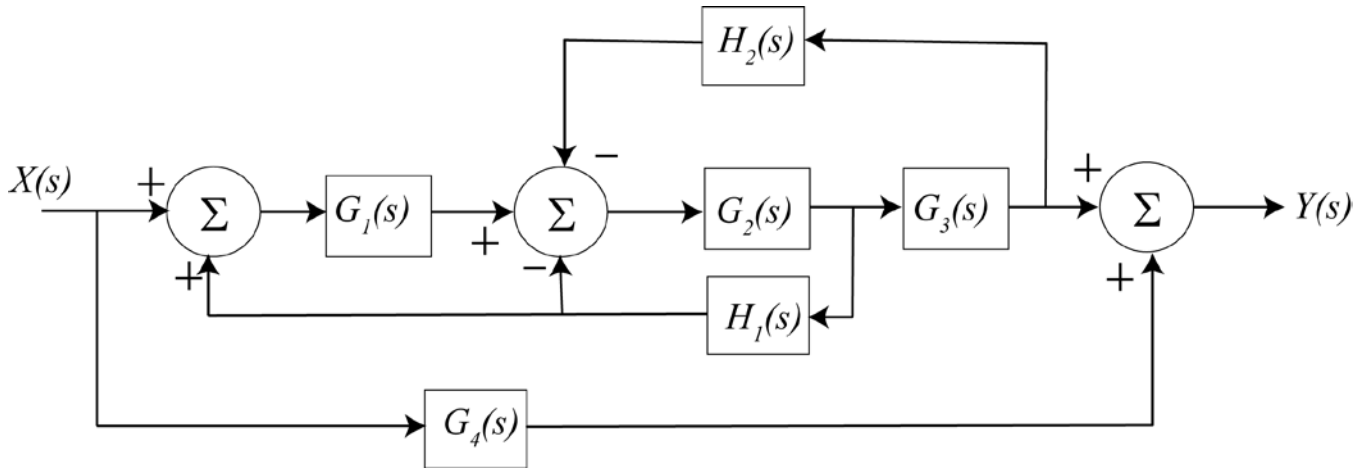 H₂(s)
−
X(s) + Σ G₁(s) + Σ G₂(s) G₃(s) + Σ Y(s)
+ − +
H₁(s)
G₄(s)